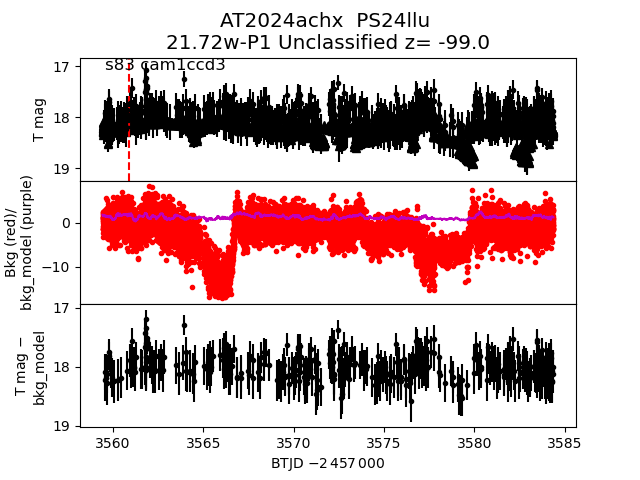 AT2024achx  PS24llu
21.72w-P1 Unclassified z= -99.0
s83 cam1ccd3
17
18
19
T mag
0
−10
Bkg (red)/
bkg_model (purple)
17
18
19
T mag −
bkg_model
3560
3565
3570
3575
3580
3585
BTJD −2 457 000